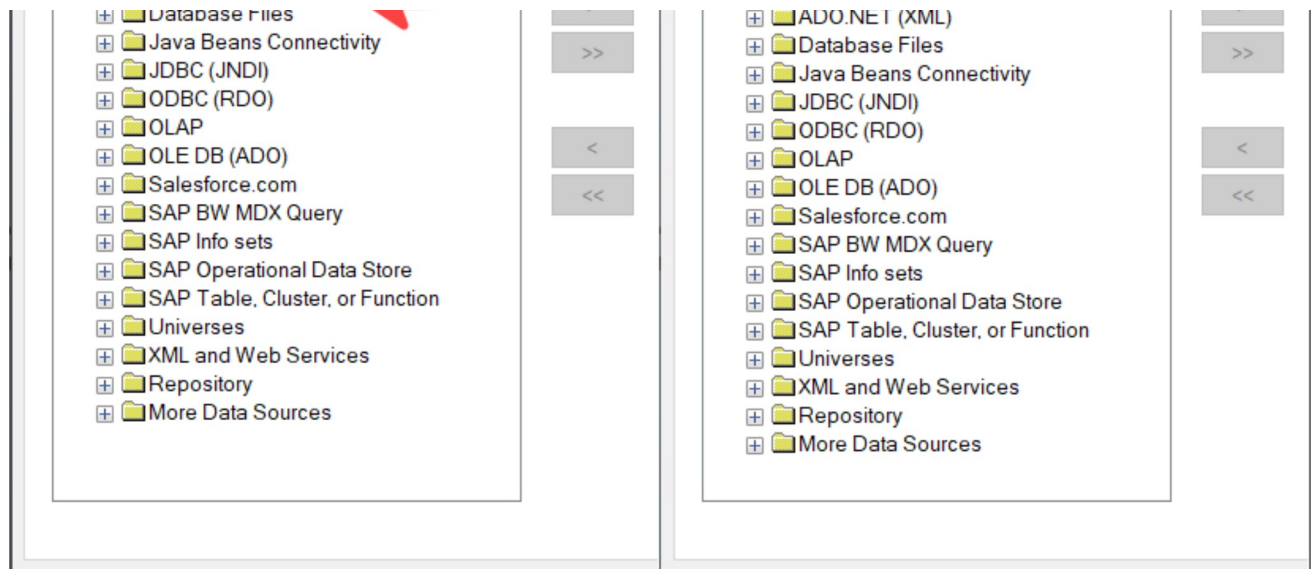 Database Files
Java Beans Connectivity
JDBC (JNDI)
ODBC (RDO)
OLAP
OLE DB (ADO)
Salesforce.com
SAP BW MDX Query
SAP Info sets
SAP Operational Data Store
SAP Table, Cluster, or Function
Universes
XML and Web Services
Repository
More Data Sources
>>
<
<<
ADO.NET (XML)
Database Files
Java Beans Connectivity
JDBC (JNDI)
ODBC (RDO)
OLAP
OLE DB (ADO)
Salesforce.com
SAP BW MDX Query
SAP Info sets
SAP Operational Data Store
SAP Table, Cluster, or Function
Universes
XML and Web Services
Repository
More Data Sources
>>
<
<<